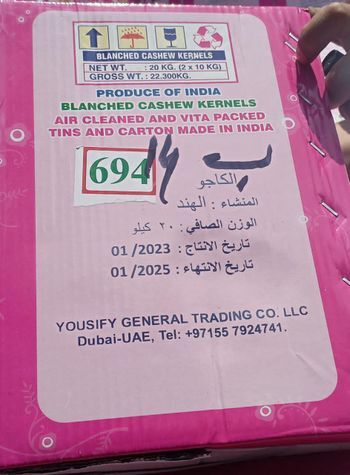 BLANCHED CASHEW KERNELS
NET WT. : 20 KG. (2 x 10 KG)
GROSS WT. : 22.300KG.
PRODUCE OF INDIA
BLANCHED CASHEW KERNELS
AIR CLEANED AND VITA PACKED
TINS AND CARTON MADE IN INDIA
694
الكاجو
المنشاء : الهند
الوزن الصافي : ٢٠ كيلو
تاريخ الانتاج : 01/2023
تاريخ الانتهاء : 01/2025
YOUSIFY GENERAL TRADING CO. LLC
Dubai-UAE, Tel: +97155 7924741.